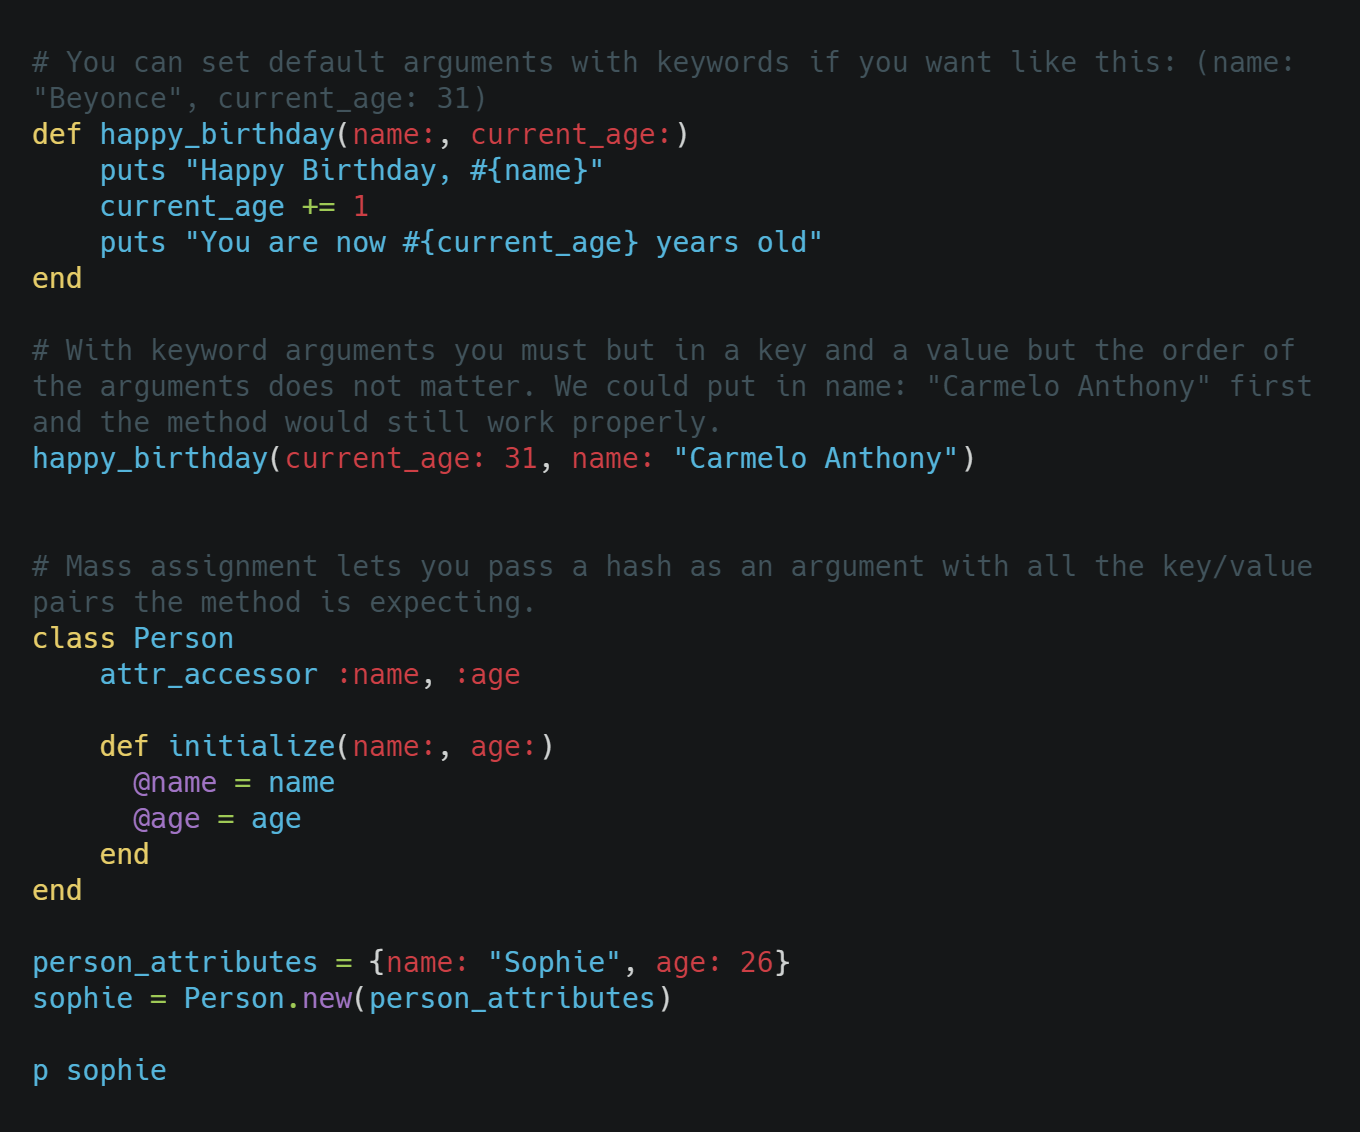 # You can set default arguments with keywords if you want like this: (name:
"Beyonce", current_age: 31)
def happy_birthday(name:, current_age:)
    puts "Happy Birthday, #{name}"
    current_age += 1
    puts "You are now #{current_age} years old"
end

# With keyword arguments you must but in a key and a value but the order of
the arguments does not matter. We could put in name: "Carmelo Anthony" first
and the method would still work properly.
happy_birthday(current_age: 31, name: "Carmelo Anthony")


# Mass assignment lets you pass a hash as an argument with all the key/value
pairs the method is expecting.
class Person
    attr_accessor :name, :age

    def initialize(name:, age:)
      @name = name
      @age = age
    end
end

person_attributes = {name: "Sophie", age: 26}
sophie = Person.new(person_attributes)

p sophie